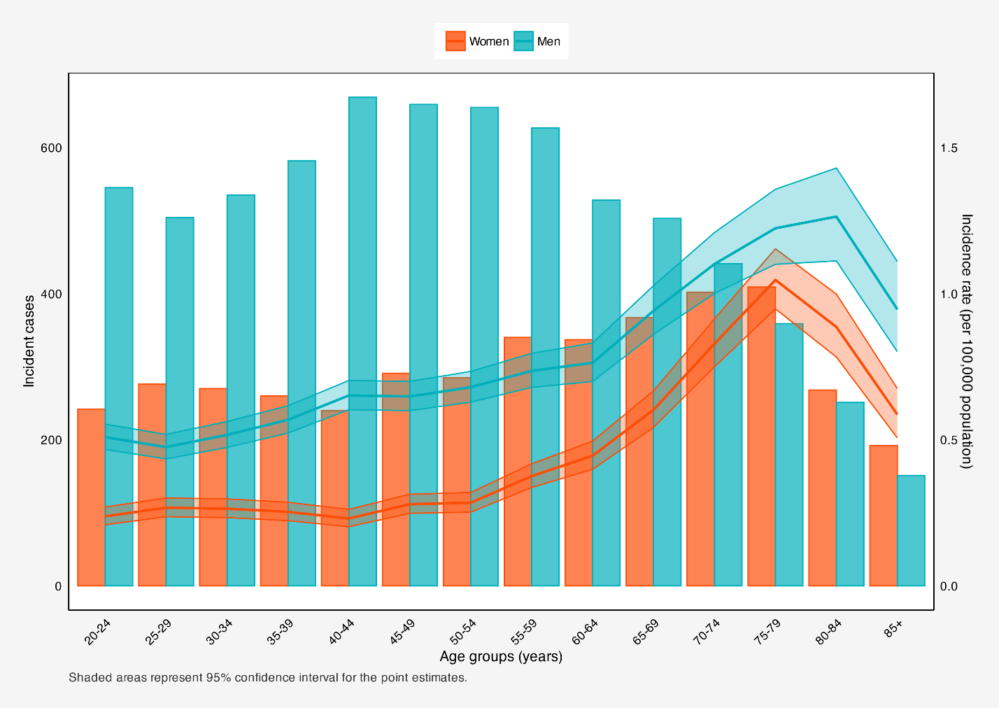 Women Men
600
400
200
0
1.5
1.0
0.5
0.0
Incident cases
Incidence rate (per 100,000 population)
20-24 25-29 30-34 35-39 40-44 45-49 50-54 55-59 60-64 65-69 70-74 75-79 80-84 85+
Age groups (years)
Shaded areas represent 95% confidence interval for the point estimates.